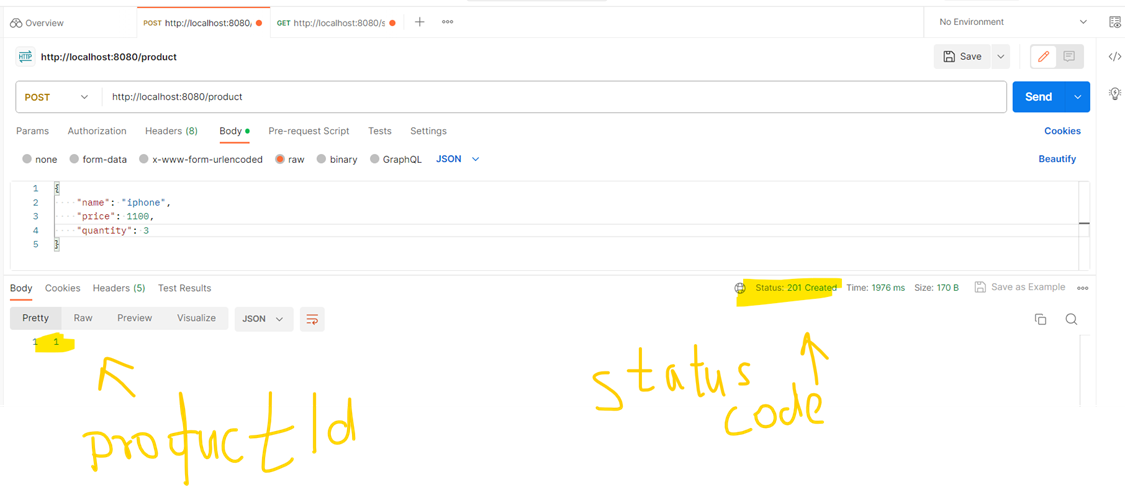 Overview POST http://localhost:8080/ GET http://localhost:8080/s + ooo No Environment
HTTP http://localhost:8080/product Save
POST http://localhost:8080/product Send
Params Authorization Headers (8) Body Pre-request Script Tests Settings Cookies
none form-data x-www-form-urlencoded raw binary GraphQL JSON Beautify
1 {
2 "name": "iphone",
3 "price": 1100,
4 "quantity": 3
5 }
Body Cookies Headers (5) Test Results Status: 201 Created Time: 1976 ms Size: 170 B Save as Example ooo
Pretty Raw Preview Visualize JSON
1 1
status
code
productId